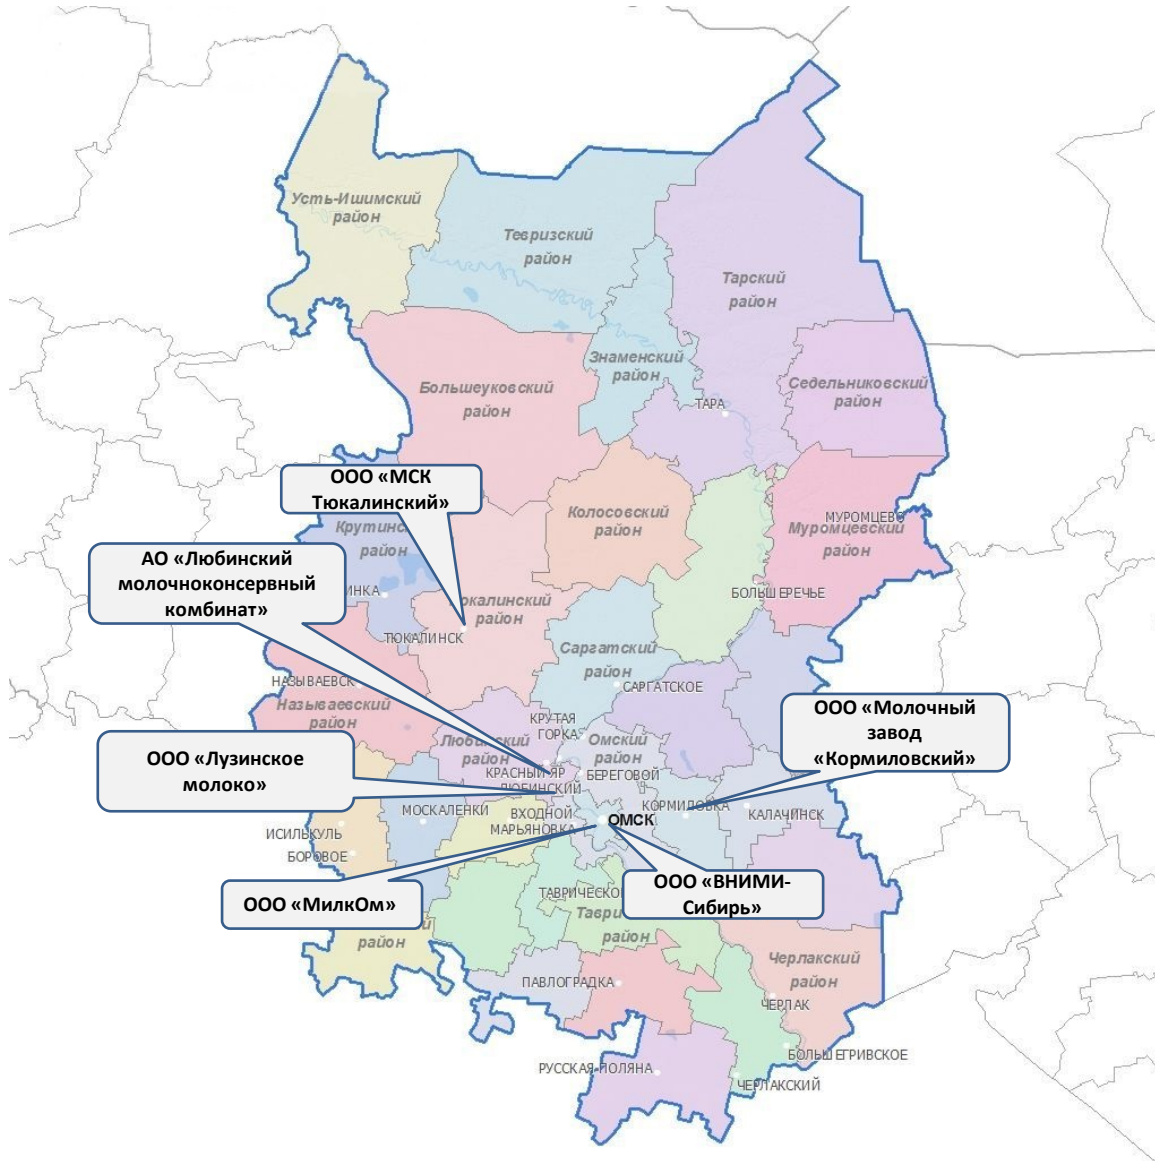 Усть-Ишимский
район
Тевризский
район
Тарский
район
Знаменский
район
Большеуковский
район
Седельниковский
район
ТАРА
ООО «МСК
Тюкалинский»
Колосовский
район
МУРОМЦЕВО
Муромцевский
район
район
АО «Любинский
молочноконсервный
комбинат»
БОЛЬШЕРЕЧЬЕ
район
ТЮКАЛИНСК
Саргатский
район
САРГАТСКОЕ
НАЗЫВАЕВСК
Называевский
район
ООО «Молочный
завод
«Кормиловский»
КРУТАЯ
ГОРКА
Омский
район
район
ООО «Лузинское
молоко»
КРАСНЫЙ ЯР
БЕРЕГОВОЙ
ЛЮБИНСКИЙ
КОРМИЛОВКА
КАЛАЧИНСК
МОСКАЛЕНКИ
ВХОДНОЙ
МАРЬЯНОВКА
ОМСК
ИСИЛЬКУЛЬ
БОРОВОЕ
ООО «МилкОм»
ООО «ВНИМИ-
Сибирь»
ТАВРИЧЕСКОЕ
район
район
Черлакский
район
ПАВЛОГРАДКА
ЧЕРЛАК
БОЛЬШЕГРИВСКОЕ
РУССКАЯ-ПОЛЯНА
ЧЕРЛАКСКИЙ